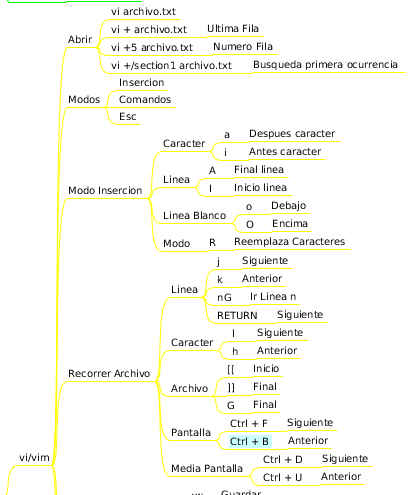 vi archivo.txt
vi + archivo.txt Ultima Fila
Abrir
vi +5 archivo.txt Numero Fila
vi +/section1 archivo.txt Busqueda primera ocurrencia
Insercion
Modos Comandos
Esc
a Despues caracter
Caracter
i Antes caracter
A Final linea
Linea
I Inicio linea
Modo Insercion
o Debajo
Linea Blanco
O Encima
Modo R Reemplaza Caracteres
j Siguiente
k Anterior
Linea
nG Ir Linea n
RETURN Siguiente
l Siguiente
Caracter
h Anterior
[[ Inicio
Recorrer Archivo
Archivo ]] Final
G Final
Ctrl + F Siguiente
Pantalla
Ctrl + B Anterior
vi/vim
Ctrl + D Siguiente
Media Pantalla
Ctrl + U Anterior
Guardar